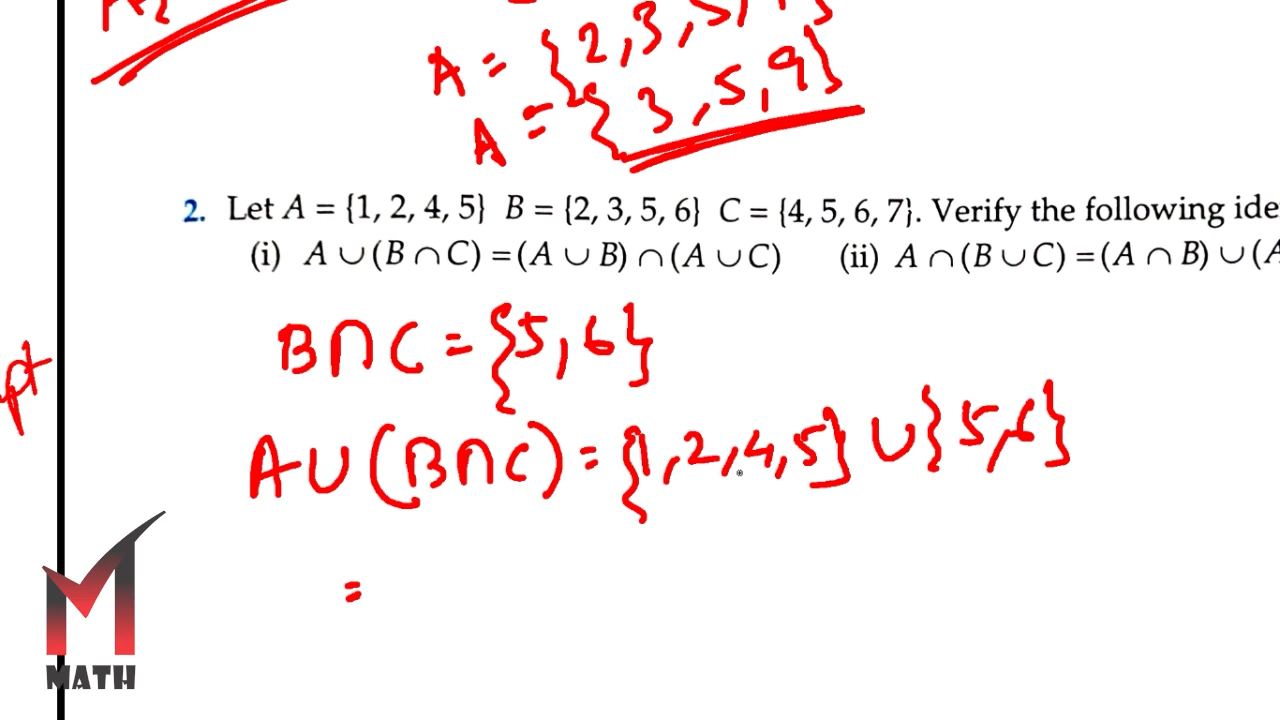 A = {2,3,5,
A = {3,5,9}
2. Let A = {1, 2, 4, 5} B = {2, 3, 5, 6} C = {4, 5, 6, 7}. Verify the following ide
(i) A ∪ (B ∩ C) = (A ∪ B) ∩ (A ∪ C) (ii) A ∩ (B ∪ C) = (A ∩ B) ∪ (A
B∩C = {5,6}
pt
A∪(B∩C) = {1,2,4,5} ∪ {5,6}
=
MATH